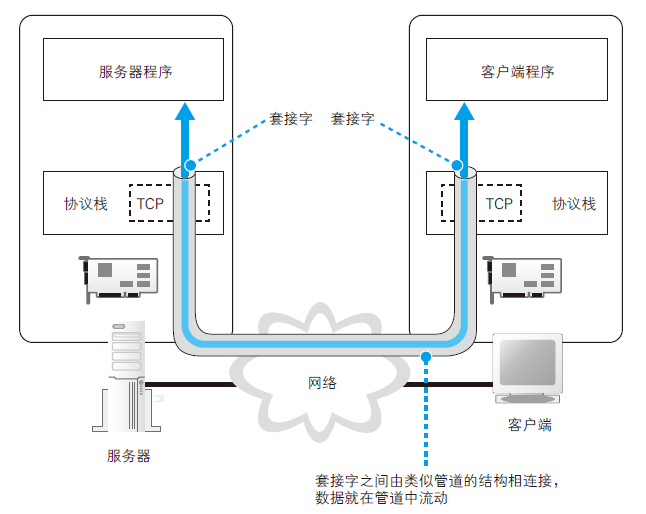 服务器程序
客户端程序
套接字
套接字
协议栈
TCP
TCP
协议栈
网络
服务器
客户端
套接字之间由类似管道的结构相连接，
数据就在管道中流动